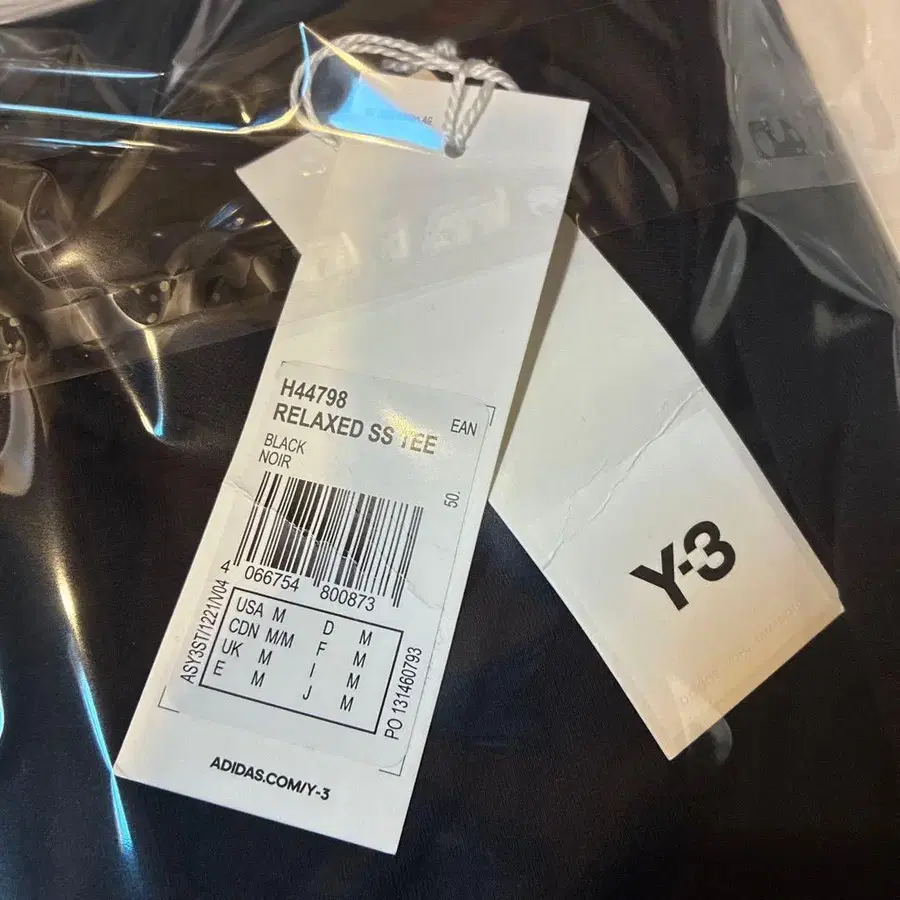 H44798
RELAXED SS TEE
EAN
BLACK
NOIR
50.
4 066754 800873
ASY3ST/1221/N04
USA M D M
CDN M/M F M
UK M I M
E M J M
PO 131460793
ADIDAS.COM/Y-3
Y-3